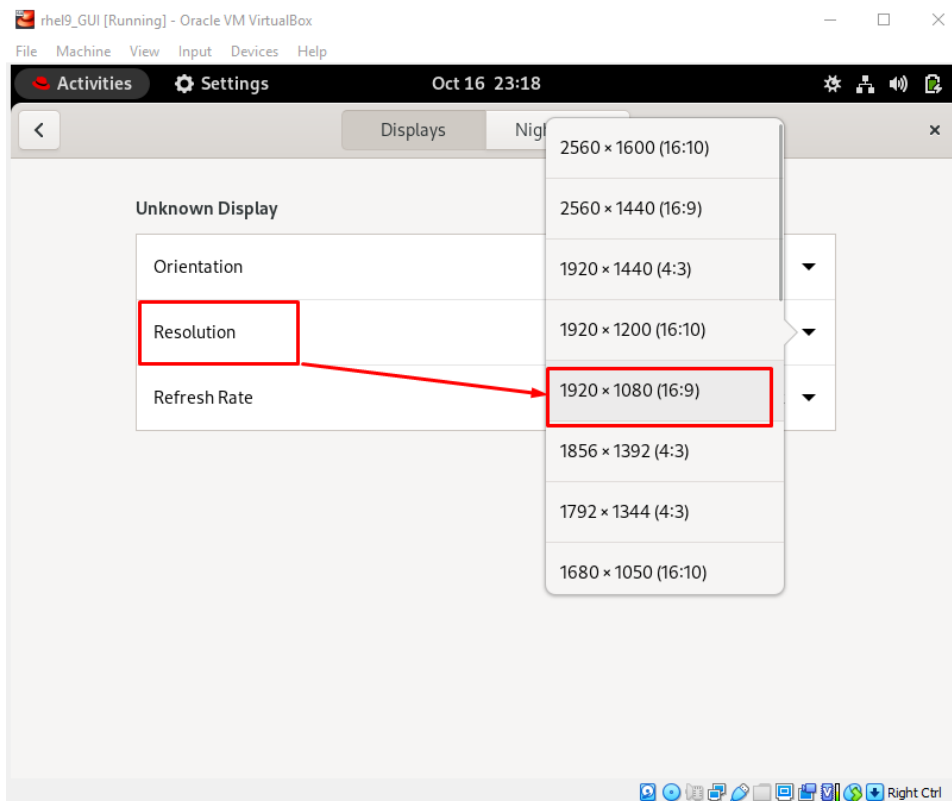 rhel9_GUI [Running] - Oracle VM VirtualBox
File Machine View Input Devices Help
Activities Settings Oct 16 23:18
Displays
Unknown Display
Orientation
Resolution
Refresh Rate
2560 × 1600 (16:10)
2560 × 1440 (16:9)
1920 × 1440 (4:3)
1920 × 1200 (16:10)
1920 × 1080 (16:9)
1856 × 1392 (4:3)
1792 × 1344 (4:3)
1680 × 1050 (16:10)
Right Ctrl